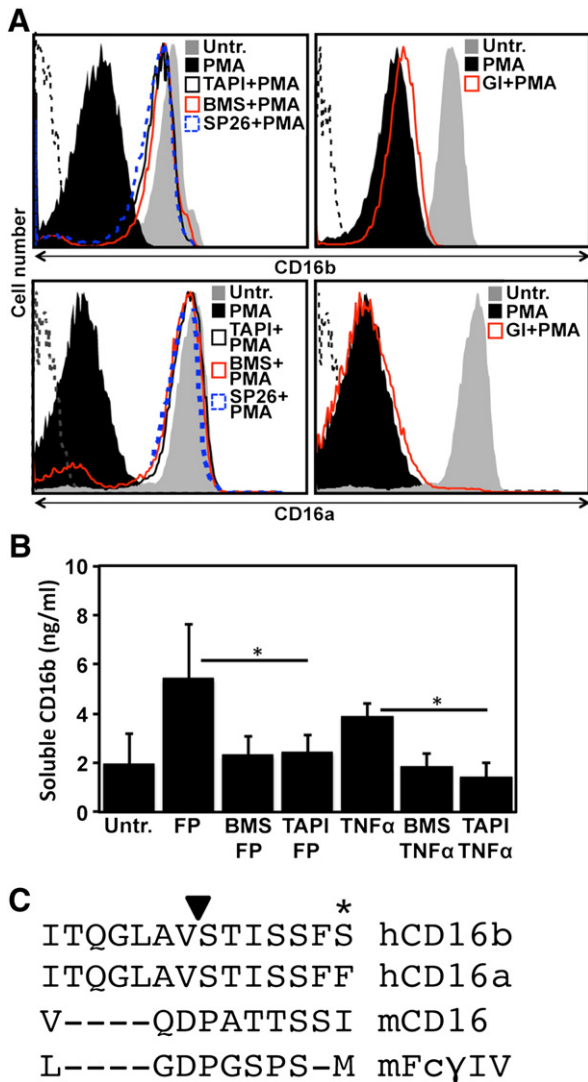 A
Untr.
PMA
TAPI+PMA
BMS+PMA
SP26+PMA
Untr.
PMA
GI+PMA
CD16b
Cell number
Untr.
PMA
TAPI+
PMA
BMS+
PMA
SP26+
PMA
Untr.
PMA
GI+PMA
CD16a
B
Soluble CD16b (ng/ml)
10
8
6
4
2
0
*
*
Untr.
FP
BMS
FP
TAPI
FP
TNFα
BMS
TNFα
TAPI
TNFα
C
*
ITQGLAVSTISSFS hCD16b
ITQGLAVSTISSFF hCD16a
V----QDPATTSSI mCD16
L----GDPGSPS-M mFcγIV